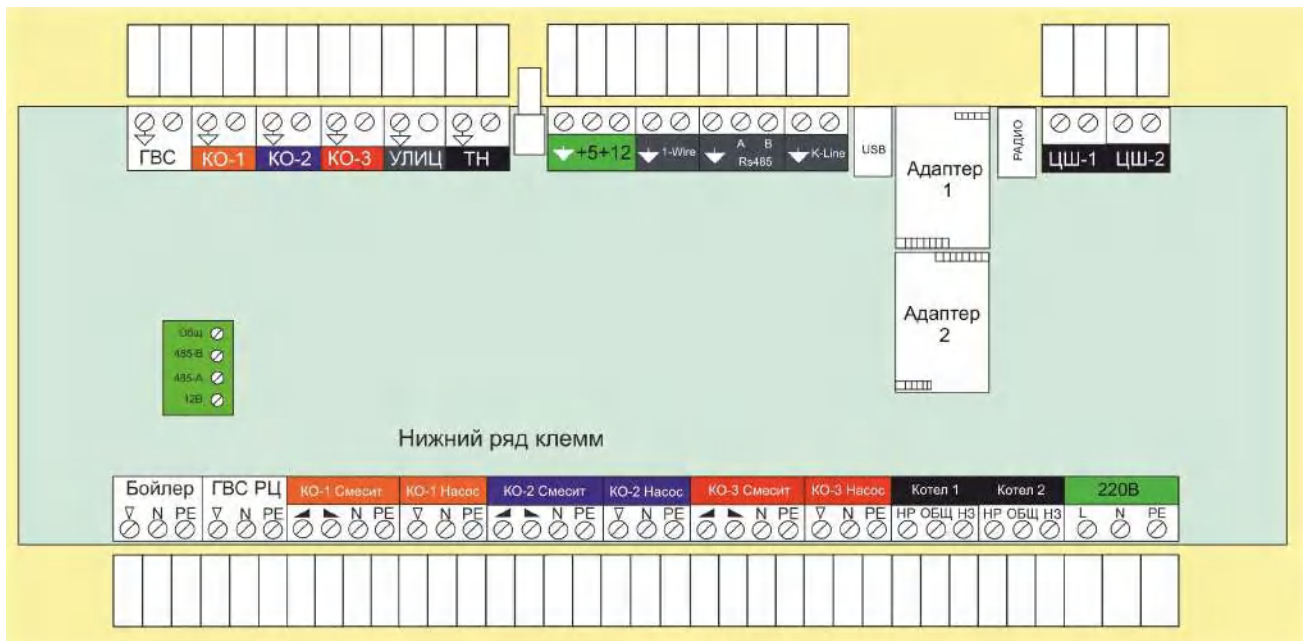 ГВС КО-1 КО-2 КО-3 УЛИЦ ТН
+5+12 1-Wire A B Rs485 K-Line
USB
Адаптер
1
РАДИО
ЦШ-1 ЦШ-2
Адаптер
2
Общ
485-B
485-A
12В
Нижний ряд клемм
Бойлер ГВС РЦ КО-1 Смесит КО-1 Насос КО-2 Смесит КО-2 Насос КО-3 Смесит КО-3 Насос Котел 1 Котел 2 220В
N PE N PE N PE N PE N PE N PE N PE N PE НР ОБЩ НЗ НР ОБЩ НЗ L N PE